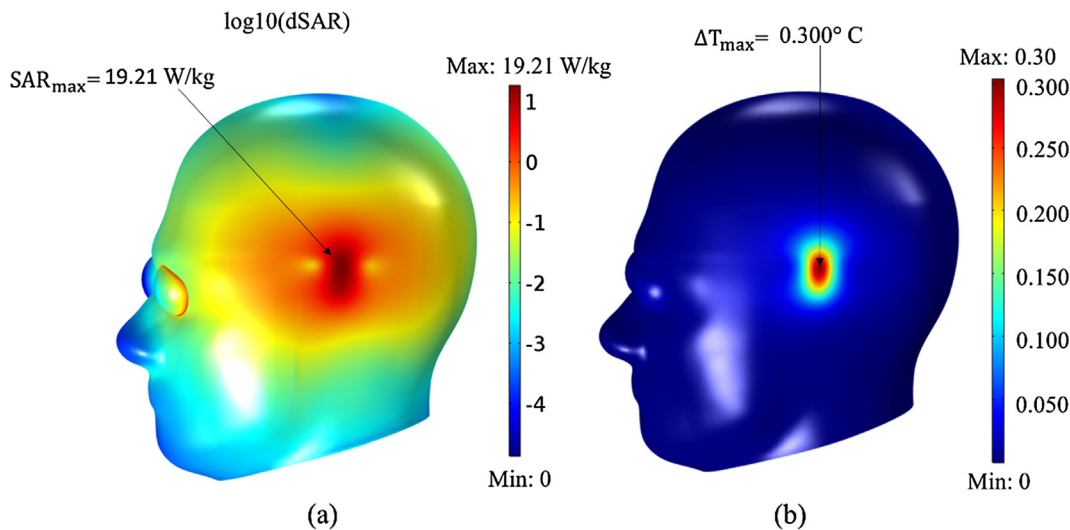 log10(dSAR)
SARmax= 19.21 W/kg
Max: 19.21 W/kg
1
0
-1
-2
-3
-4
Min: 0
(a)
ΔTmax= 0.300° C
Max: 0.30
0.300
0.250
0.200
0.150
0.100
0.050
Min: 0
(b)